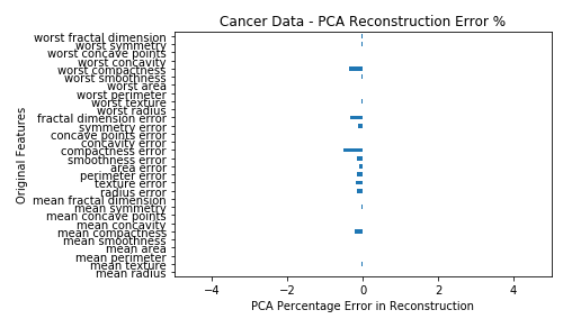 Cancer Data - PCA Reconstruction Error %
worst fractal dimension
worst symmetry
worst concave points
worst concavity
worst compactness
worst smoothness
worst area
worst perimeter
worst texture
worst radius
fractal dimension error
symmetry error
concave points error
concavity error
compactness error
smoothness error
area error
perimeter error
texture error
radius error
mean fractal dimension
mean symmetry
mean concave points
mean concavity
mean compactness
mean smoothness
mean area
mean perimeter
mean texture
mean radius
Original Features
−4 −2 0 2 4
PCA Percentage Error in Reconstruction